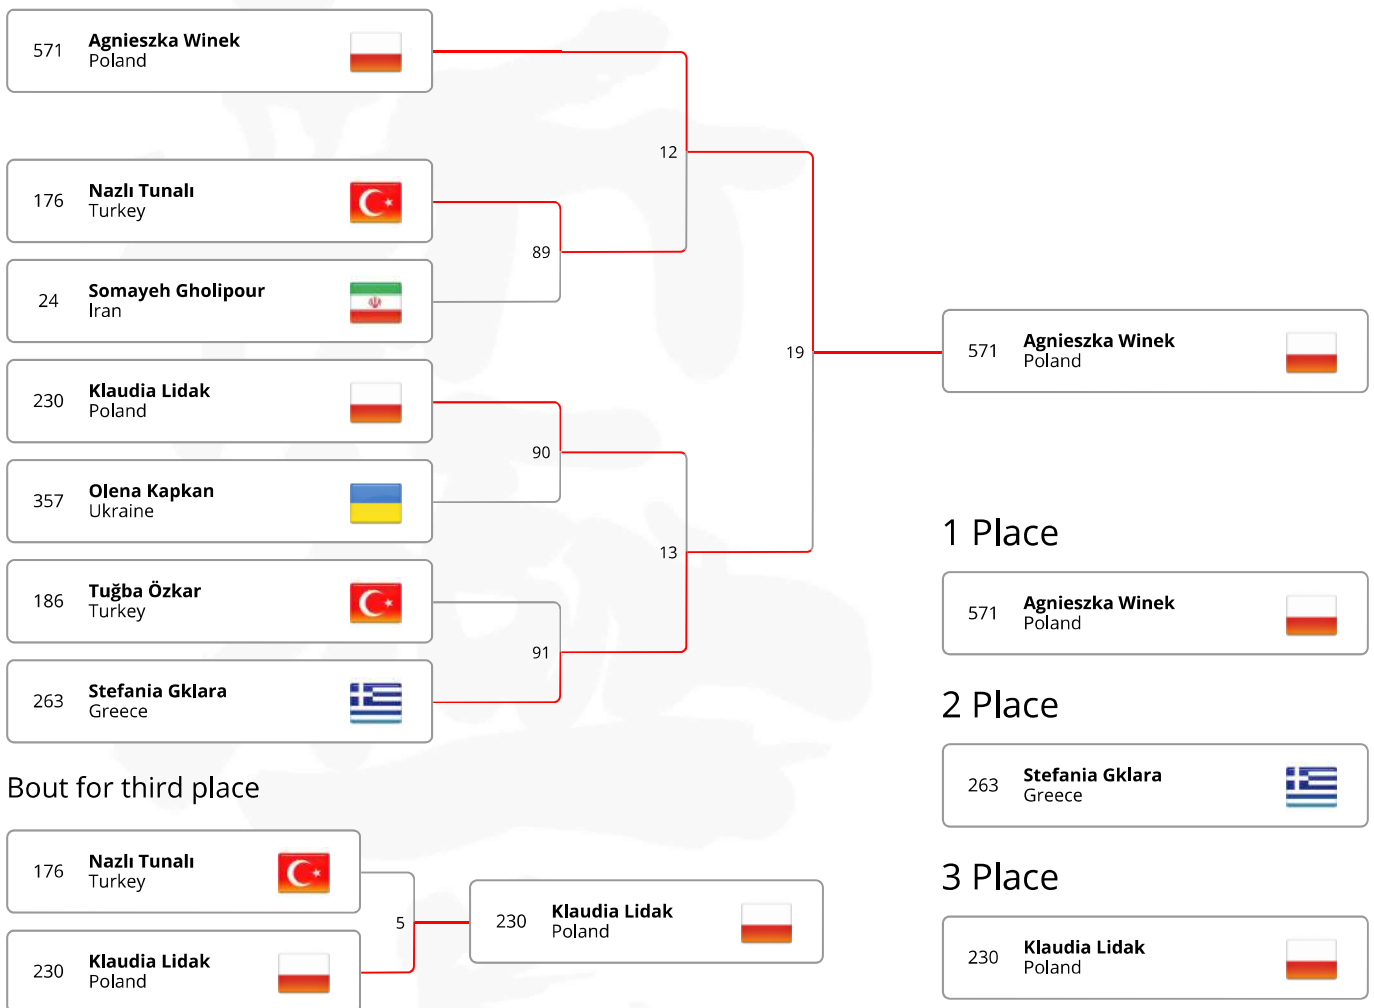 571 Agnieszka Winek
Poland
176 Nazlı Tunalı
Turkey
24 Somayeh Gholipour
Iran
230 Klaudia Lidak
Poland
357 Olena Kapkan
Ukraine
186 Tuğba Özkar
Turkey
263 Stefania Gklara
Greece
89
90
91
12
13
19
571 Agnieszka Winek
Poland
Bout for third place
176 Nazlı Tunalı
Turkey
230 Klaudia Lidak
Poland
5
230 Klaudia Lidak
Poland
1 Place
571 Agnieszka Winek
Poland
2 Place
263 Stefania Gklara
Greece
3 Place
230 Klaudia Lidak
Poland